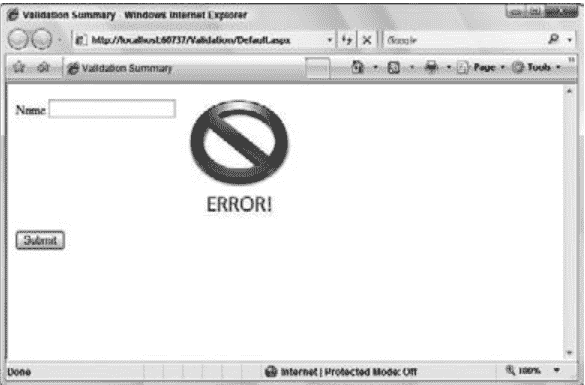 Validation Summary - Windows Internet Explorer
http://localhost:60737/Validation/Default.aspx
Google
Validation Summary
Page
Tools
Name
ERROR!
Submit
Done
Internet | Protected Mode: Off
100%